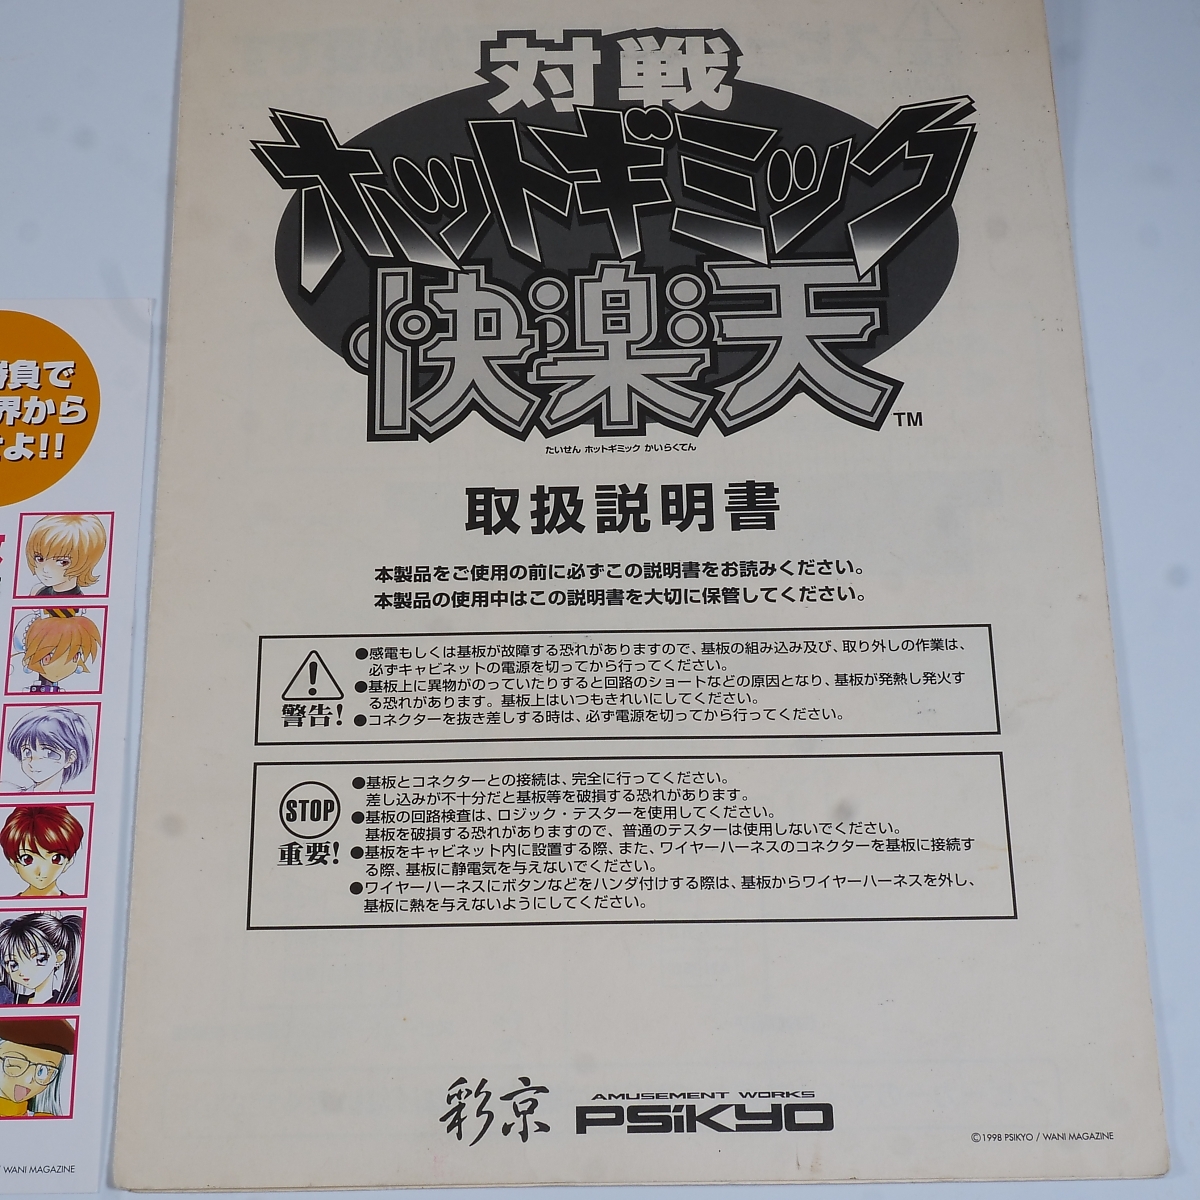 対戦
ホットギミック
快楽天
TM
たいせん ホットギミック かいらくてん
取扱説明書
本製品をご使用の前に必ずこの説明書をお読みください。
本製品の使用中はこの説明書を大切に保管してください。
警告!
●感電もしくは基板が故障する恐れがありますので、基板の組み込み及び、取り外しの作業は、
必ずキャビネットの電源を切ってから行ってください。
●基板上に異物がのっていたりすると回路のショートなどの原因となり、基板が発熱し発火す
る恐れがあります。基板上はいつもきれいにしてください。
●コネクターを抜き差しする時は、必ず電源を切ってから行ってください。
STOP
重要!
●基板とコネクターとの接続は、完全に行ってください。
差し込みが不十分だと基板等を破損する恐れがあります。
●基板の回路検査は、ロジック・テスターを使用してください。
基板を破損する恐れがありますので、普通のテスターは使用しないでください。
●基板をキャビネット内に設置する際、また、ワイヤーハーネスのコネクターを基板に接続す
る際、基板に静電気を与えないでください。
●ワイヤーハーネスにボタンなどをハンダ付けする際は、基板からワイヤーハーネスを外し、
基板に熱を与えないようにしてください。
彩京
AMUSEMENT WORKS
PSiKYO
©1998 PSIKYO / WANI MAGAZINE
負で
界から
よ!!
/ WANI MAGAZINE